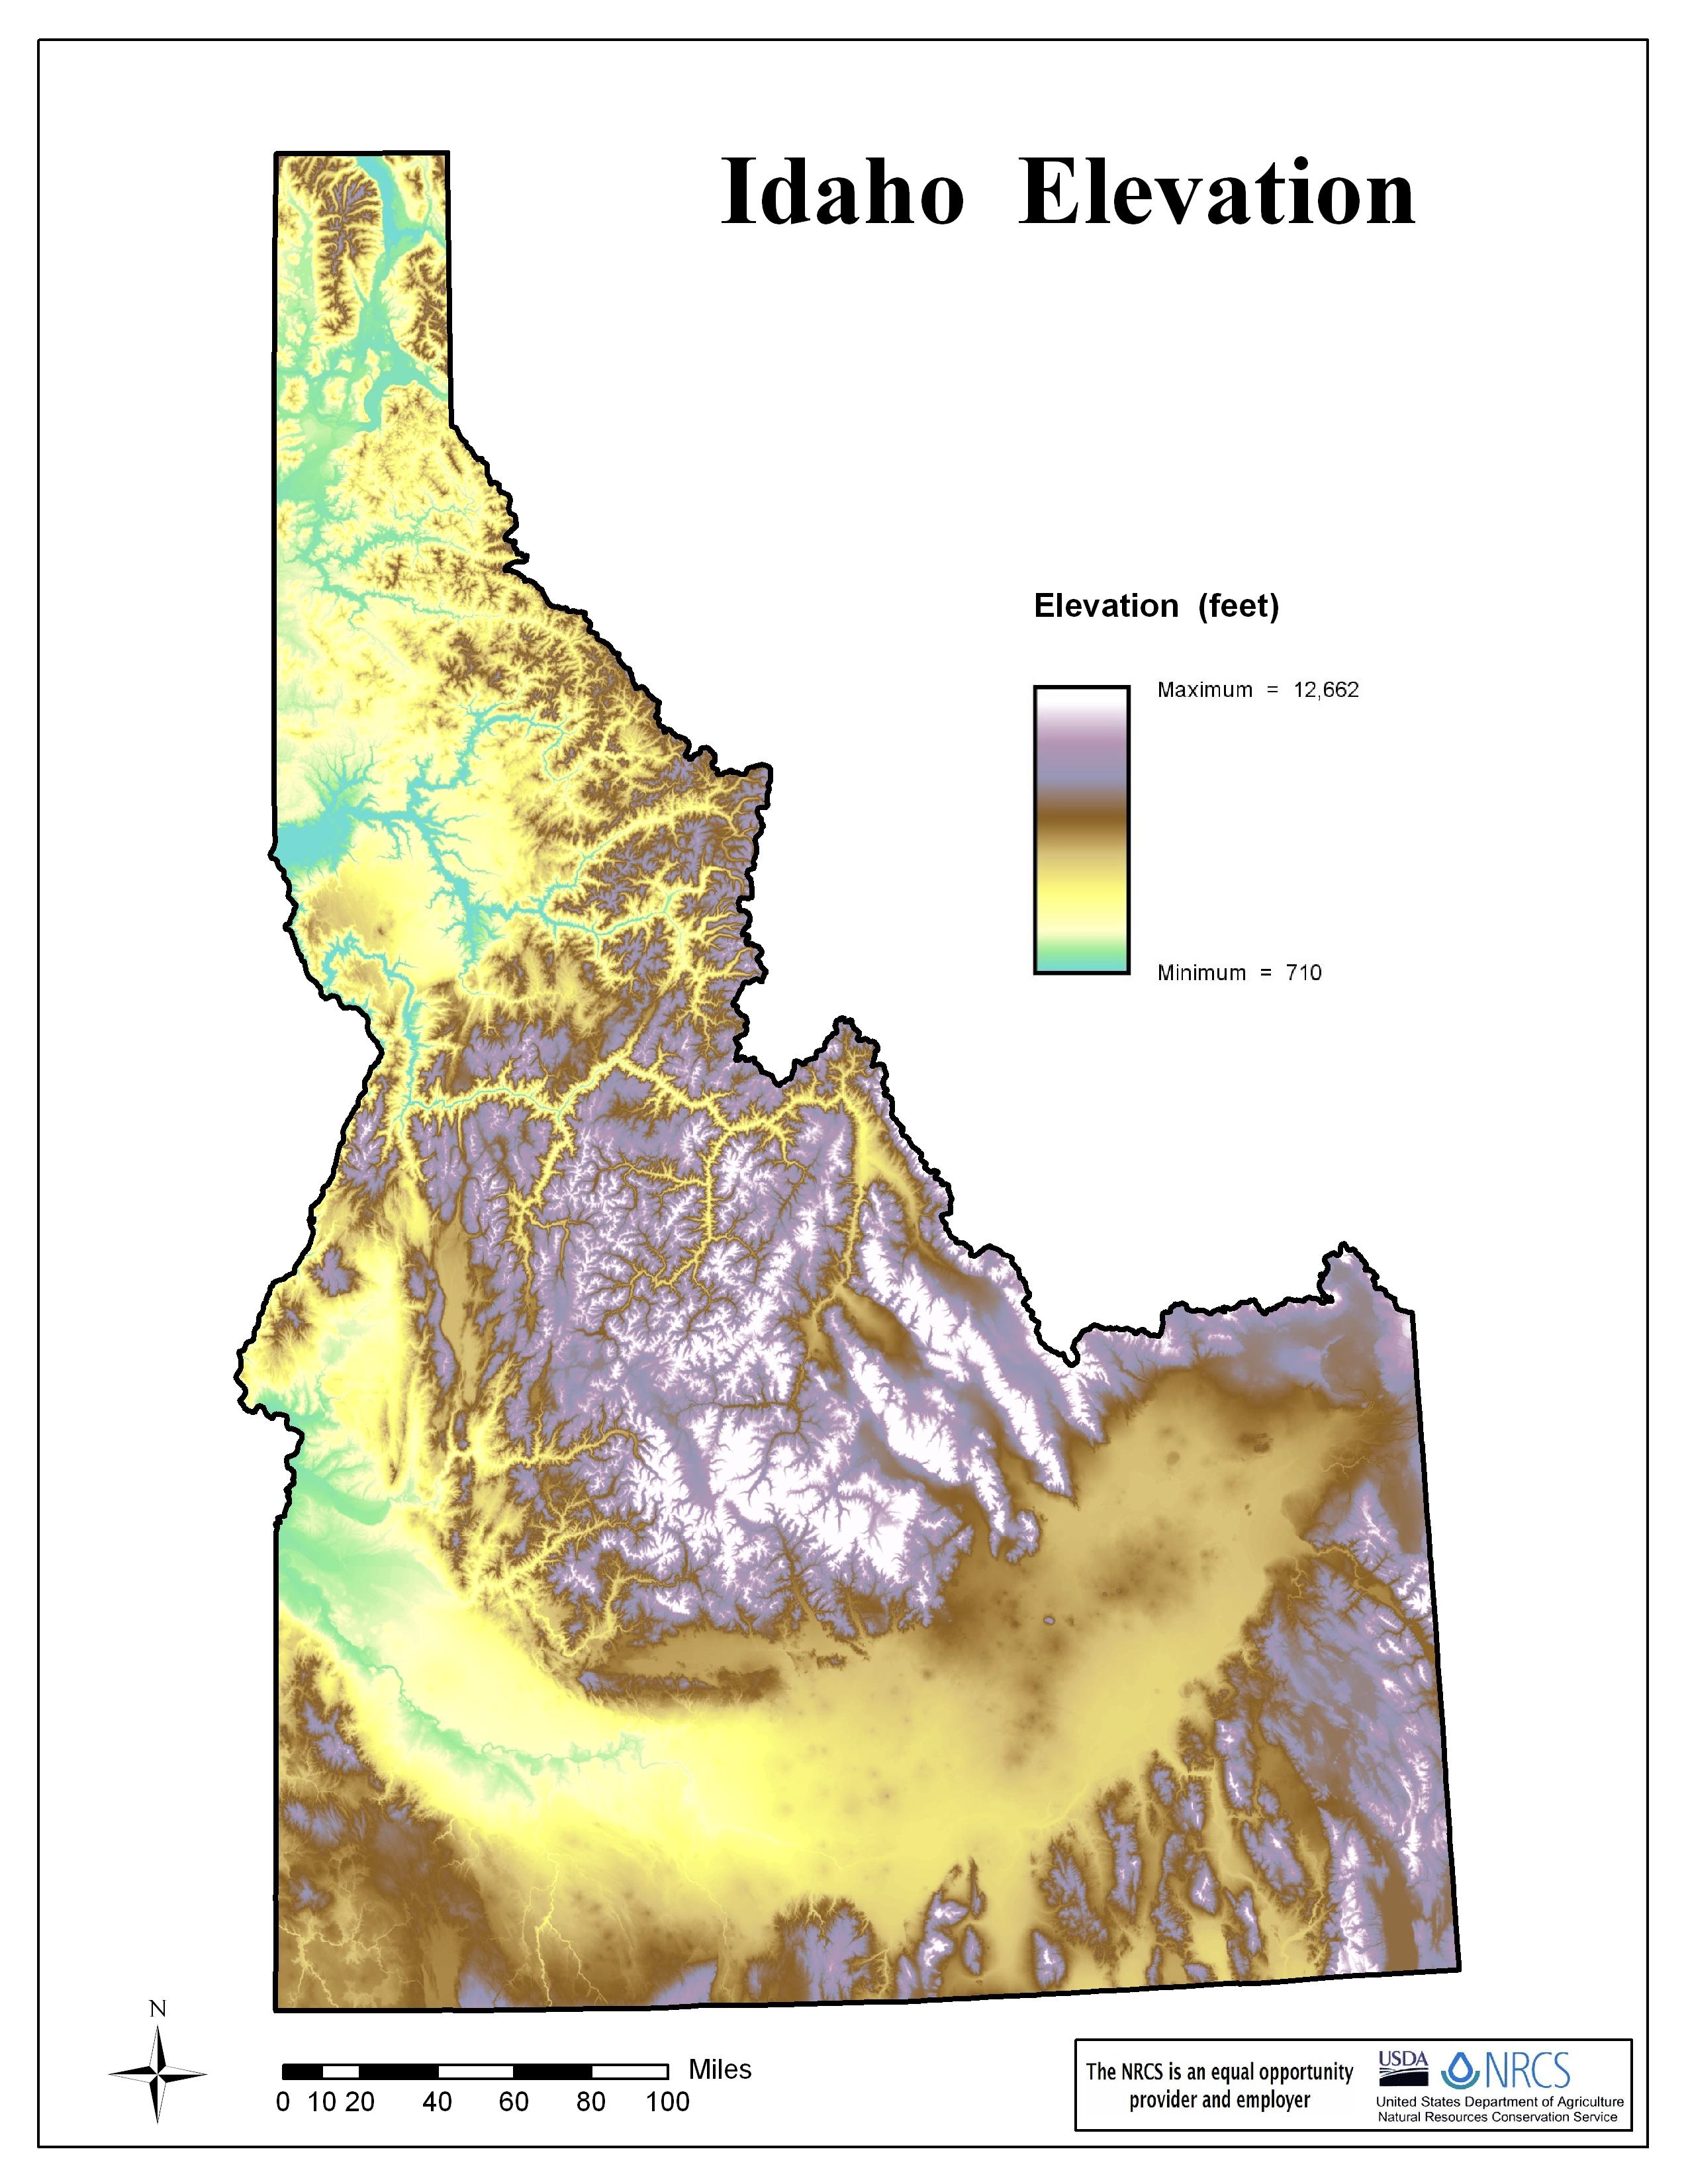 Idaho Elevation
Elevation (feet)
Maximum = 12,662
Minimum = 710
N
Miles
0 10 20 40 60 80 100
The NRCS is an equal opportunity
provider and employer
USDA NRCS
United States Department of Agriculture
Natural Resources Conservation Service